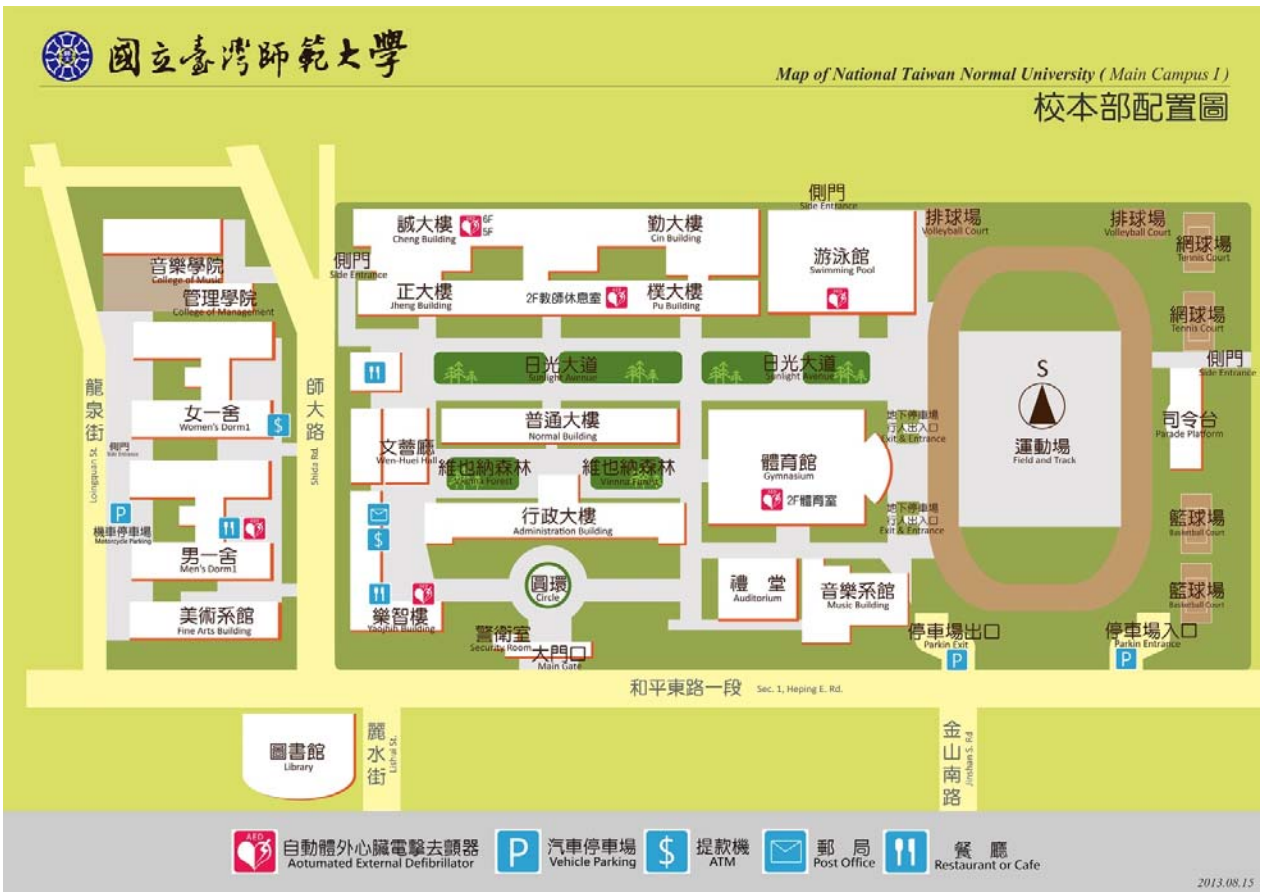 國立臺灣師範大學
Map of National Taiwan Normal University ( Main Campus I )
校本部配置圖
側門
Side Entrance
誠大樓
Cheng Building
6F
5F
勤大樓
Cin Building
游泳館
Swimming Pool
排球場
Volleyball Court
排球場
Volleyball Court
網球場
Tennis Court
音樂學院
College of Music
管理學院
College of Management
側門
Side Entrance
正大樓
Jheng Building
2F教師休息室
樸大樓
Pu Building
網球場
Tennis Court
側門
Side Entrance
日光大道
Sunlight Avenue
日光大道
Sunlight Avenue
S
運動場
Field and Track
司令台
Parade Platform
龍泉街
Loingquan St.
師大路
Shida Rd.
女一舍
Women's Dorm1
$
側門
Side Entrance
文薈廳
Wen-Huei Hall
普通大樓
Normal Building
維也納森林
Vienna Forest
維也納森林
Vienna Forest
體育館
Gymnasium
2F體育室
地下停車場
行人出入口
Exit & Entrance
地下停車場
行人出入口
Exit & Entrance
P
機車停車場
Motorcycle Parking
男一舍
Men's Dorm1
$
行政大樓
Administration Building
籃球場
Basketball Court
籃球場
Basketball Court
美術系館
Fine Arts Building
樂智樓
Yaojhih Building
圓環
Circle
禮 堂
Auditorium
音樂系館
Music Building
警衛室
Security Room
大門口
Main Gate
停車場出口
Parkin Exit
P
停車場入口
Parkin Entrance
P
和平東路一段 Sec. 1, Heping E. Rd.
圖書館
Library
麗水街
Lishui St.
金山南路
Jinshan S. Rd
AED
自動體外心臟電擊去顫器
Aotumated External Defibrillator
P
汽車停車場
Vehicle Parking
$
提款機
ATM
郵 局
Post Office
餐 廳
Restaurant or Cafe
2013.08.15